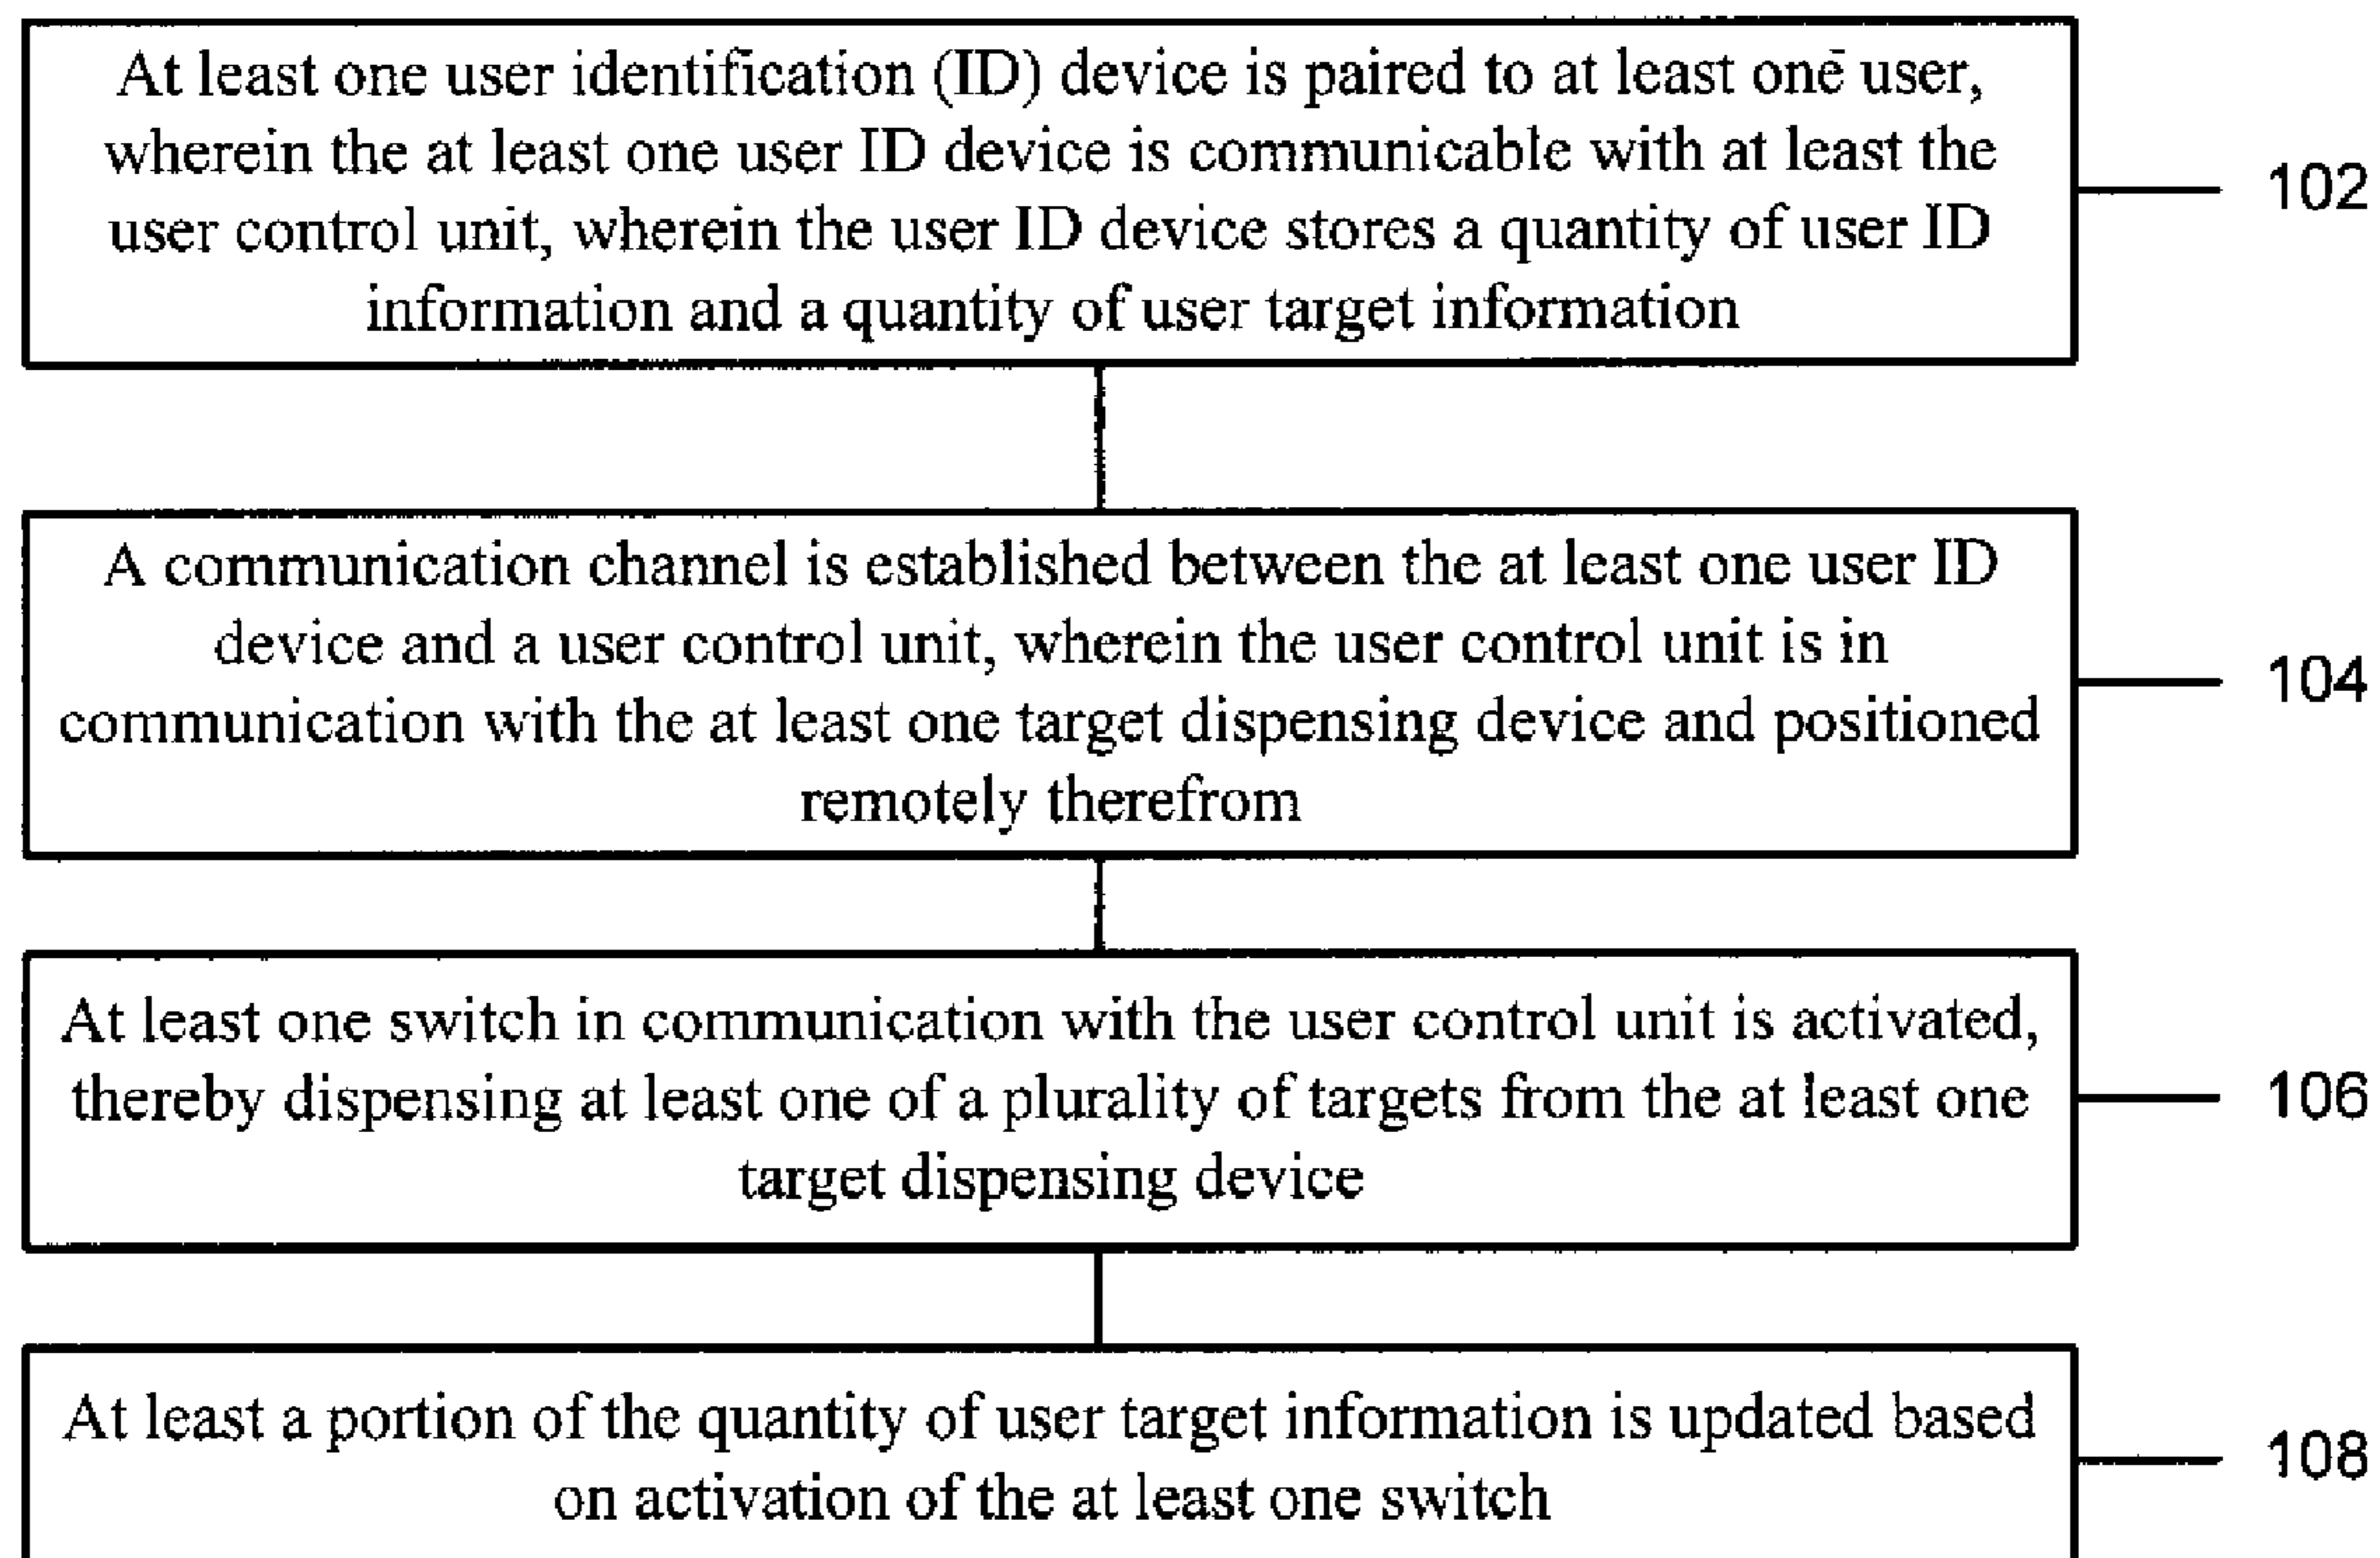 At least one user identification (ID) device is paired to at least one user,
wherein the at least one user ID device is communicable with at least the
user control unit, wherein the user ID device stores a quantity of user ID
information and a quantity of user target information
102
A communication channel is established between the at least one user ID
device and a user control unit, wherein the user control unit is in
communication with the at least one target dispensing device and positioned
remotely therefrom
104
At least one switch in communication with the user control unit is activated,
thereby dispensing at least one of a plurality of targets from the at least one
target dispensing device
106
At least a portion of the quantity of user target information is updated based
on activation of the at least one switch
108